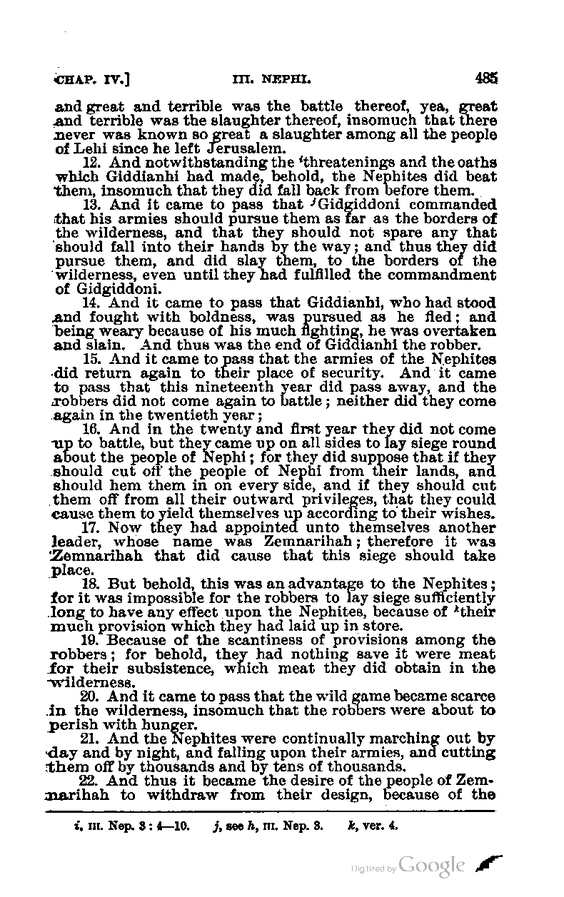 CHAP. IV.] III. NEPHI. 485
and great and terrible was the battle thereof, yea, great
and terrible was the slaughter thereof, insomuch that there
never was known so great a slaughter among all the people
of Lehi since he left Jerusalem.
12. And notwithstanding the ⁱthreatenings and the oaths
which Giddianhi had made, behold, the Nephites did beat
them, insomuch that they did fall back from before them.
13. And it came to pass that ʲGidgiddoni commanded
that his armies should pursue them as far as the borders of
the wilderness, and that they should not spare any that
should fall into their hands by the way; and thus they did
pursue them, and did slay them, to the borders of the
wilderness, even until they had fulfilled the commandment
of Gidgiddoni.
14. And it came to pass that Giddianhi, who had stood
and fought with boldness, was pursued as he fled; and
being weary because of his much fighting, he was overtaken
and slain. And thus was the end of Giddianhi the robber.
15. And it came to pass that the armies of the Nephites
did return again to their place of security. And it came
to pass that this nineteenth year did pass away, and the
robbers did not come again to battle; neither did they come
again in the twentieth year;
16. And in the twenty and first year they did not come
up to battle, but they came up on all sides to lay siege round
about the people of Nephi; for they did suppose that if they
should cut off the people of Nephi from their lands, and
should hem them in on every side, and if they should cut
them off from all their outward privileges, that they could
cause them to yield themselves up according to their wishes.
17. Now they had appointed unto themselves another
leader, whose name was Zemnarihah; therefore it was
Zemnarihah that did cause that this siege should take
place.
18. But behold, this was an advantage to the Nephites;
for it was impossible for the robbers to lay siege sufficiently
long to have any effect upon the Nephites, because of ᵏtheir
much provision which they had laid up in store.
19. Because of the scantiness of provisions among the
robbers; for behold, they had nothing save it were meat
for their subsistence, which meat they did obtain in the
wilderness.
20. And it came to pass that the wild game became scarce
in the wilderness, insomuch that the robbers were about to
perish with hunger.
21. And the Nephites were continually marching out by
day and by night, and falling upon their armies, and cutting
them off by thousands and by tens of thousands.
22. And thus it became the desire of the people of Zem-
narihah to withdraw from their design, because of the
i, III. Nep. 3: 4—10. j, see h, III. Nep. 3. k, ver. 4.
Digitized by Google